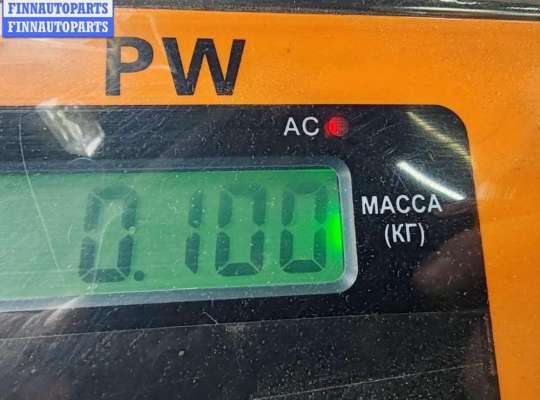 FINNAUTOPARTS
FINNAUTOPARTS
PW
AC
0.100
МАССА
(КГ)